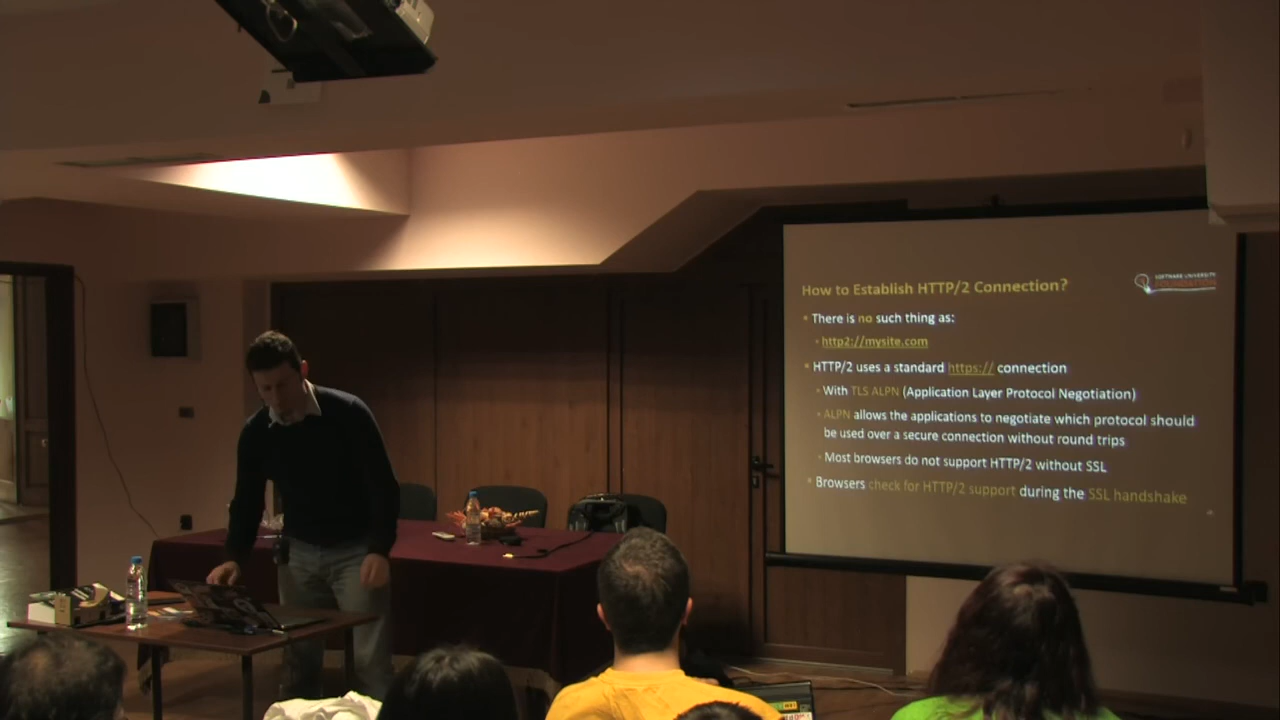 How to Establish HTTP/2 Connection?
SOFTWARE UNIVERSITY
FOUNDATION
There is no such thing as:
http2://mysite.com
HTTP/2 uses a standard https:// connection
With TLS ALPN (Application Layer Protocol Negotiation)
ALPN allows the applications to negotiate which protocol should
be used over a secure connection without round trips
Most browsers do not support HTTP/2 without SSL
Browsers check for HTTP/2 support during the SSL handshake